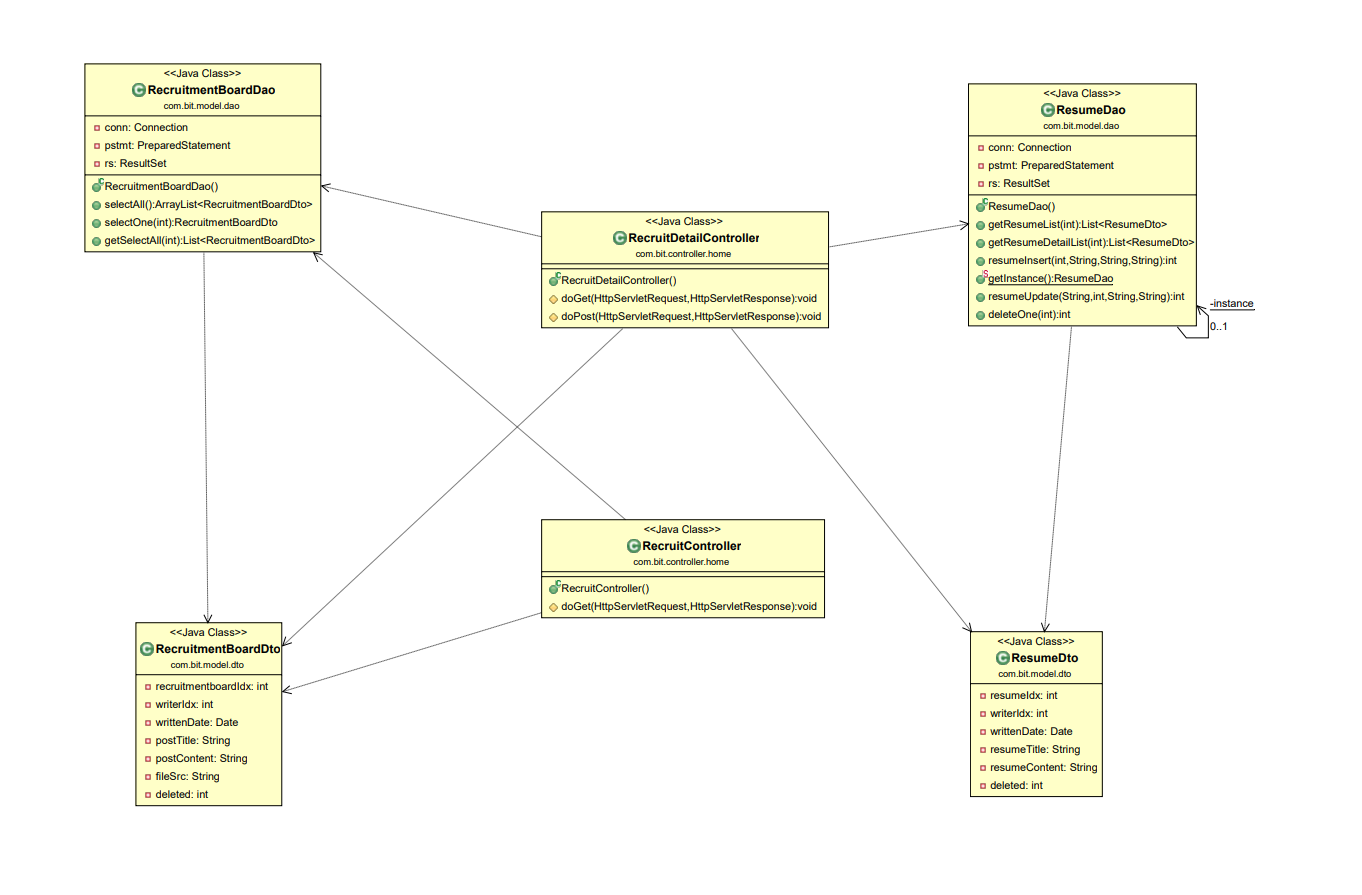 <<Java Class>>
RecruitmentBoardDao
com.bit.model.dao
conn: Connection
pstmt: PreparedStatement
rs: ResultSet
RecruitmentBoardDao()
selectAll():ArrayList<RecruitmentBoardDto>
selectOne(int):RecruitmentBoardDto
getSelectAll(int):List<RecruitmentBoardDto>
<<Java Class>>
RecruitDetailController
com.bit.controller.home
RecruitDetailController()
doGet(HttpServletRequest,HttpServletResponse):void
doPost(HttpServletRequest,HttpServletResponse):void
<<Java Class>>
ResumeDao
com.bit.model.dao
conn: Connection
pstmt: PreparedStatement
rs: ResultSet
ResumeDao()
getResumeList(int):List<ResumeDto>
getResumeDetailList(int):List<ResumeDto>
resumeInsert(int,String,String,String):int
getInstance():ResumeDao
resumeUpdate(String,int,String,String):int
deleteOne(int):int
-instance
0..1
<<Java Class>>
RecruitController
com.bit.controller.home
RecruitController()
doGet(HttpServletRequest,HttpServletResponse):void
<<Java Class>>
RecruitmentBoardDto
com.bit.model.dto
recruitmentboardIdx: int
writerIdx: int
writtenDate: Date
postTitle: String
postContent: String
fileSrc: String
deleted: int
<<Java Class>>
ResumeDto
com.bit.model.dto
resumeIdx: int
writerIdx: int
writtenDate: Date
resumeTitle: String
resumeContent: String
deleted: int